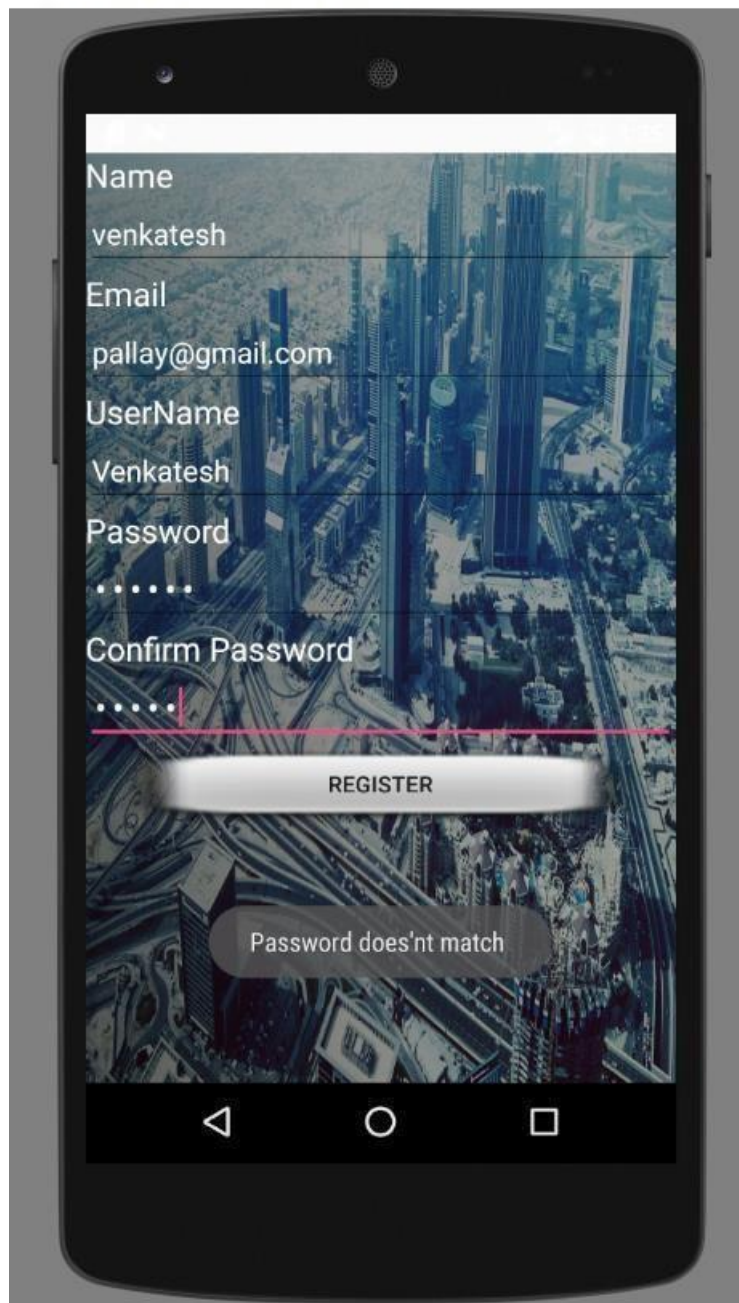 Name
venkatesh
Email
pallay@gmail.com
UserName
Venkatesh
Password
••••••
Confirm Password
•••••
REGISTER
Password does'nt match